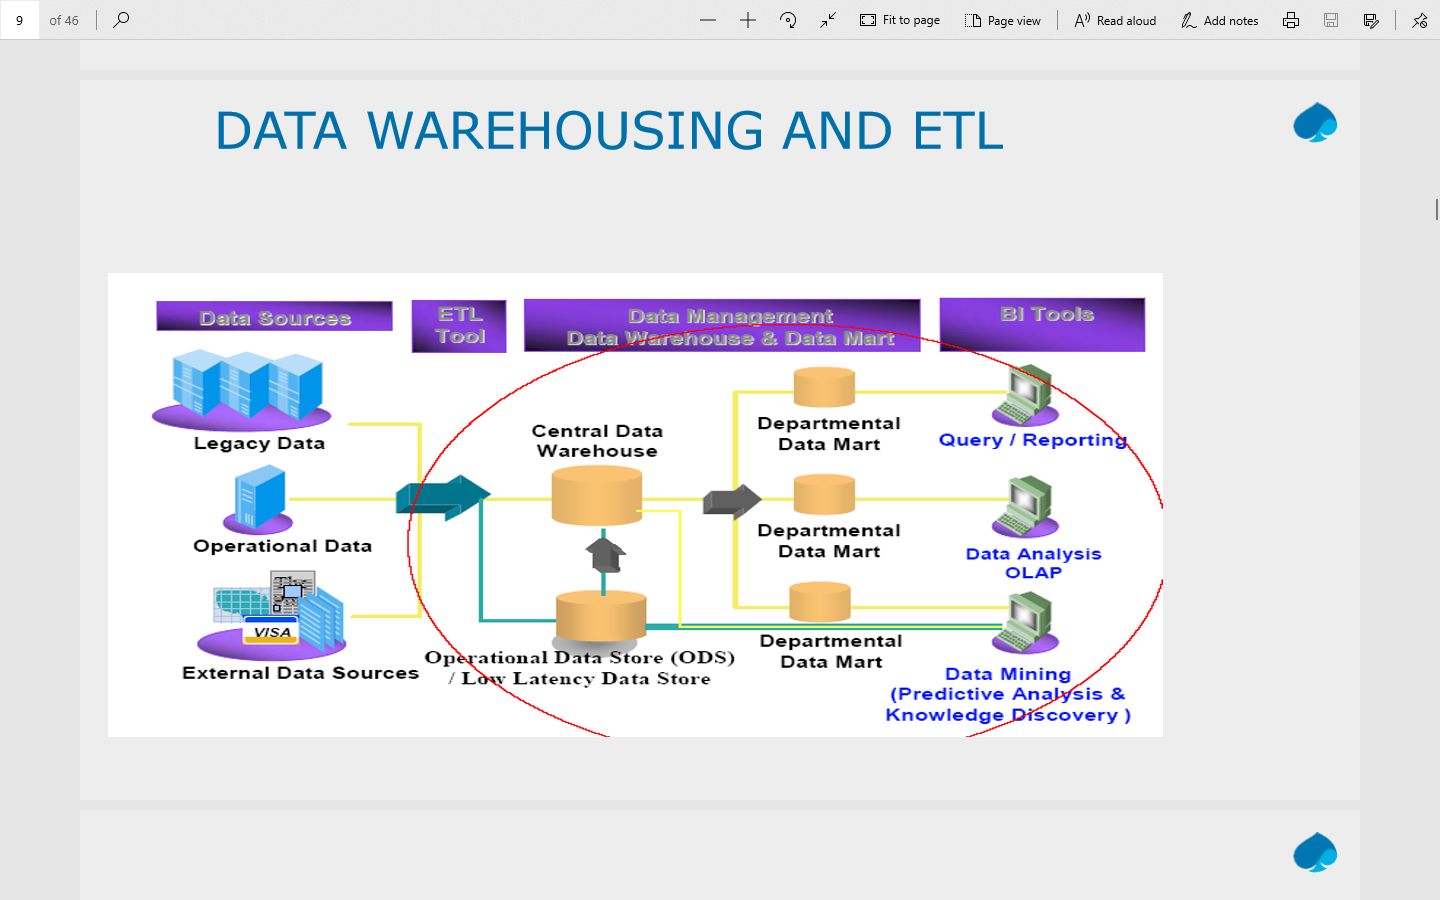 9 of 46
Fit to page
Page view
Read aloud
Add notes
DATA WAREHOUSING AND ETL
Data Sources
ETL
Tool
Data Management
Data Warehouse & Data Mart
BI Tools
Legacy Data
Operational Data
VISA
External Data Sources
Central Data
Warehouse
Operational Data Store (ODS)
/ Low Latency Data Store
Departmental
Data Mart
Departmental
Data Mart
Departmental
Data Mart
Query / Reporting
Data Analysis
OLAP
Data Mining
(Predictive Analysis &
Knowledge Discovery )